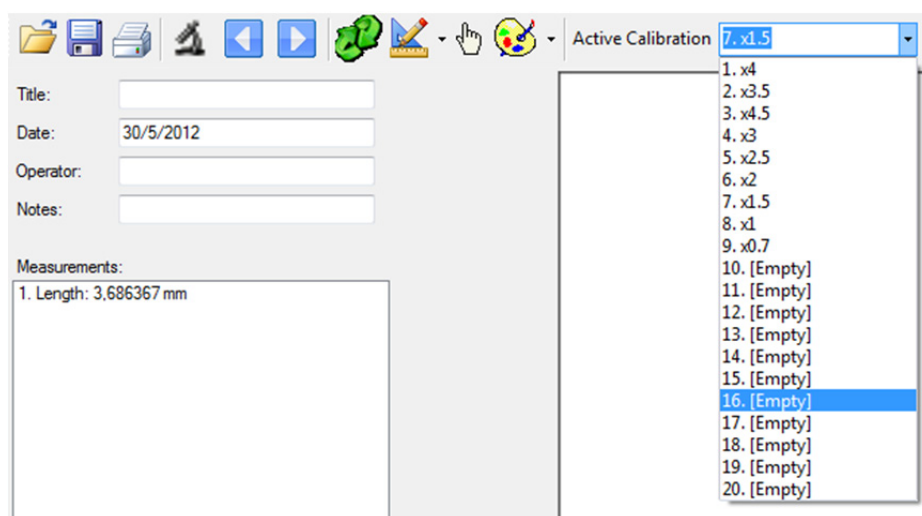 Active Calibration 7. x1.5
1. x4
2. x3.5
3. x4.5
4. x3
5. x2.5
6. x2
7. x1.5
8. x1
9. x0.7
10. [Empty]
11. [Empty]
12. [Empty]
13. [Empty]
14. [Empty]
15. [Empty]
16. [Empty]
17. [Empty]
18. [Empty]
19. [Empty]
20. [Empty]
Title:
Date: 30/5/2012
Operator:
Notes:
Measurements:
1. Length: 3,686367 mm